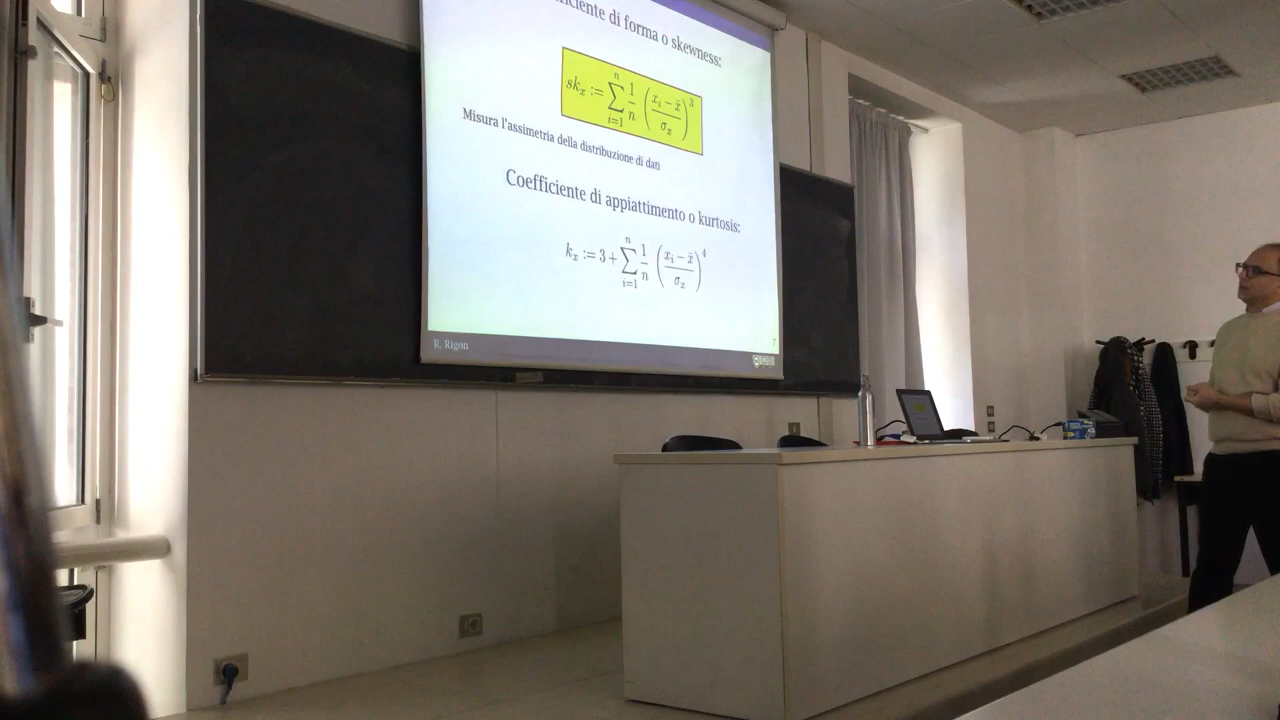 ciente di forma o skewness:
sk_x := \sum_{i=1}^{n} \frac{1}{n} \left( \frac{x_i - \bar{x}}{\sigma_x} \right)^3
Misura l'assimetria della distribuzione di dati
Coefficiente di appiattimento o kurtosis:
k_x := 3 + \sum_{i=1}^{n} \frac{1}{n} \left( \frac{x_i - \bar{x}}{\sigma_x} \right)^4
R. Rigon
7